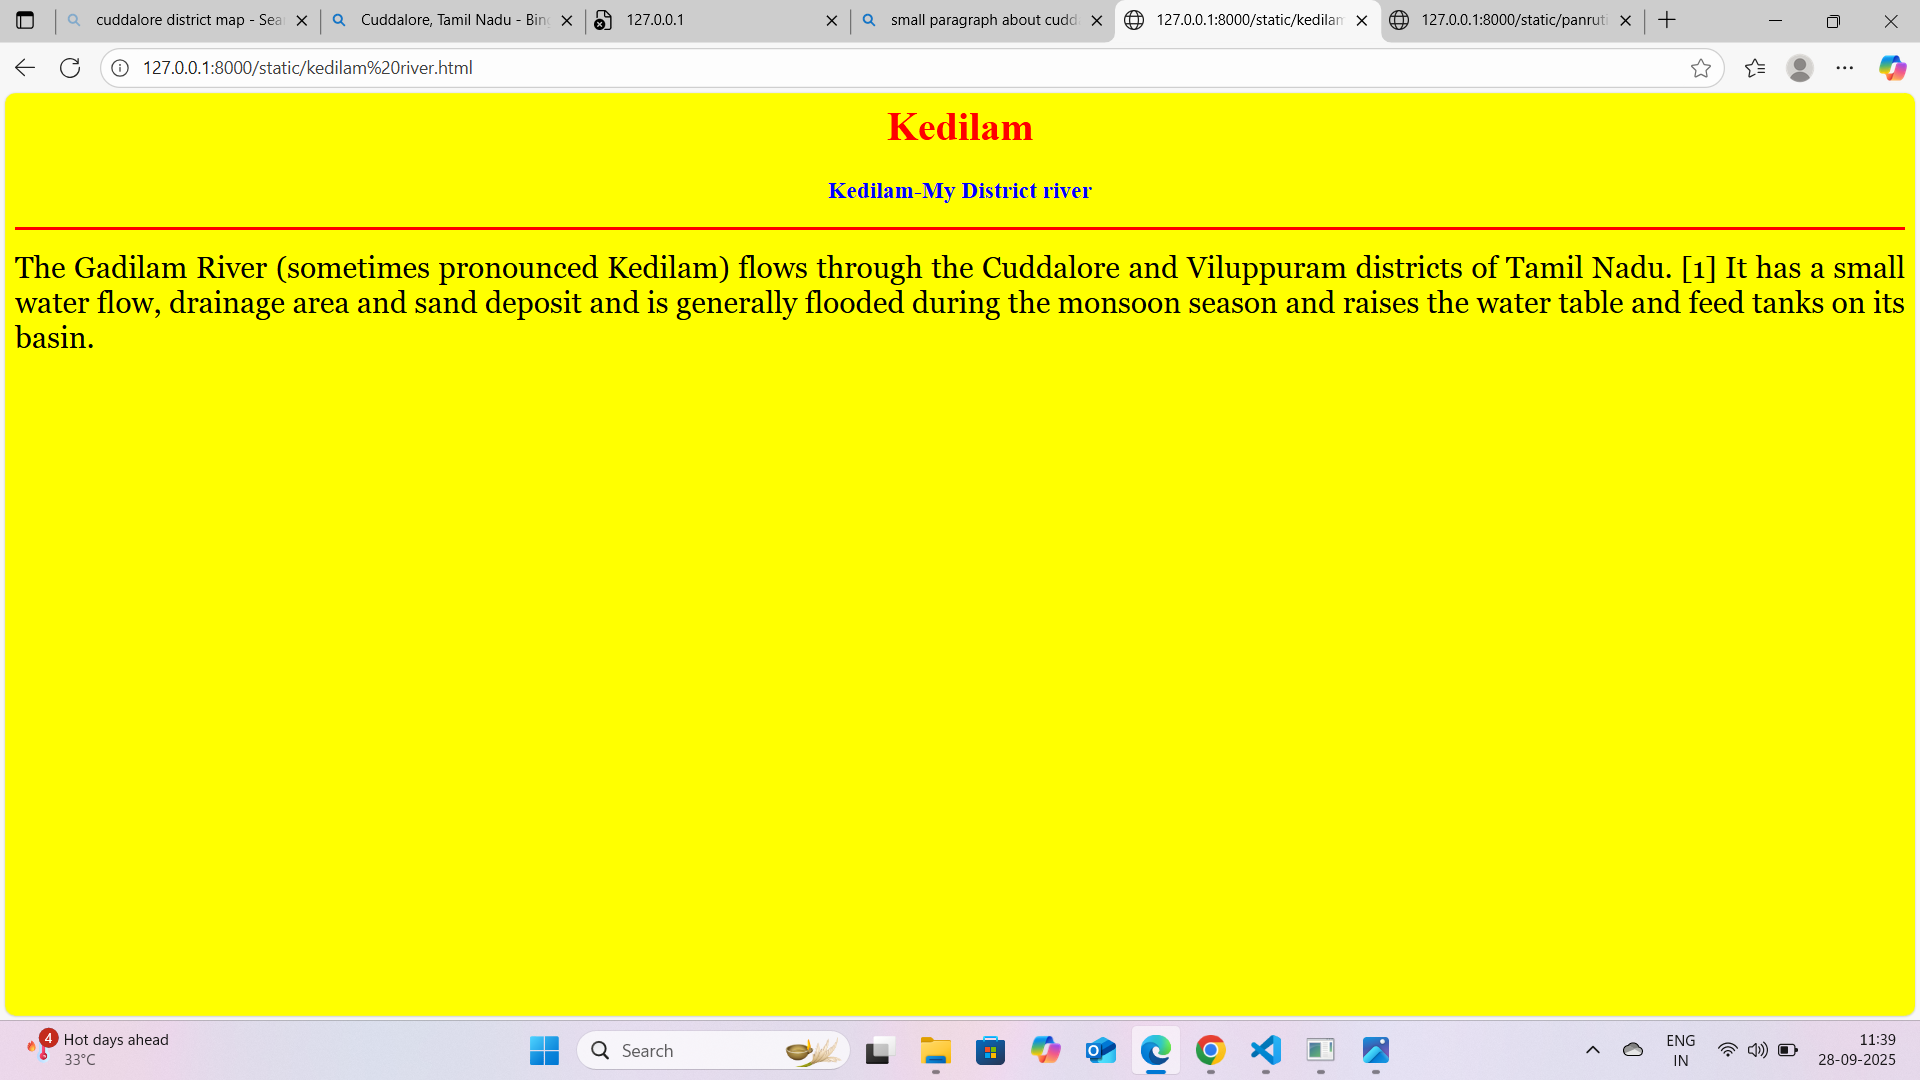 cuddalore district map - Sea
Cuddalore, Tamil Nadu - Bing
127.0.0.1
small paragraph about cudd
127.0.0.1:8000/static/kedilam
127.0.0.1:8000/static/panruti
127.0.0.1:8000/static/kedilam%20river.html
Kedilam
Kedilam-My District river
The Gadilam River (sometimes pronounced Kedilam) flows through the Cuddalore and Viluppuram districts of Tamil Nadu. [1] It has a small
water flow, drainage area and sand deposit and is generally flooded during the monsoon season and raises the water table and feed tanks on its
basin.
4
Hot days ahead
33°C
Search
ENG
IN
11:39
28-09-2025